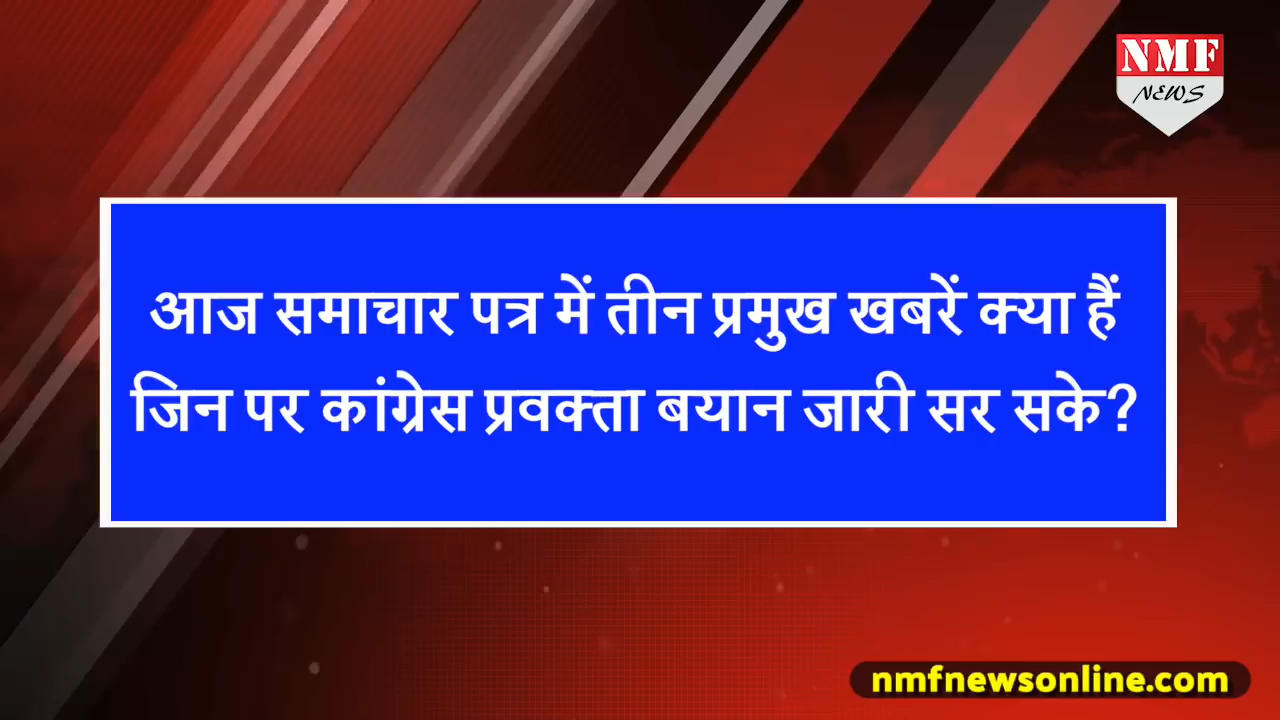 NMF
NEWS
आज समाचार पत्र में तीन प्रमुख खबरें क्या हैं
जिन पर कांग्रेस प्रवक्ता बयान जारी सर सके?
nmfnewsonline.com